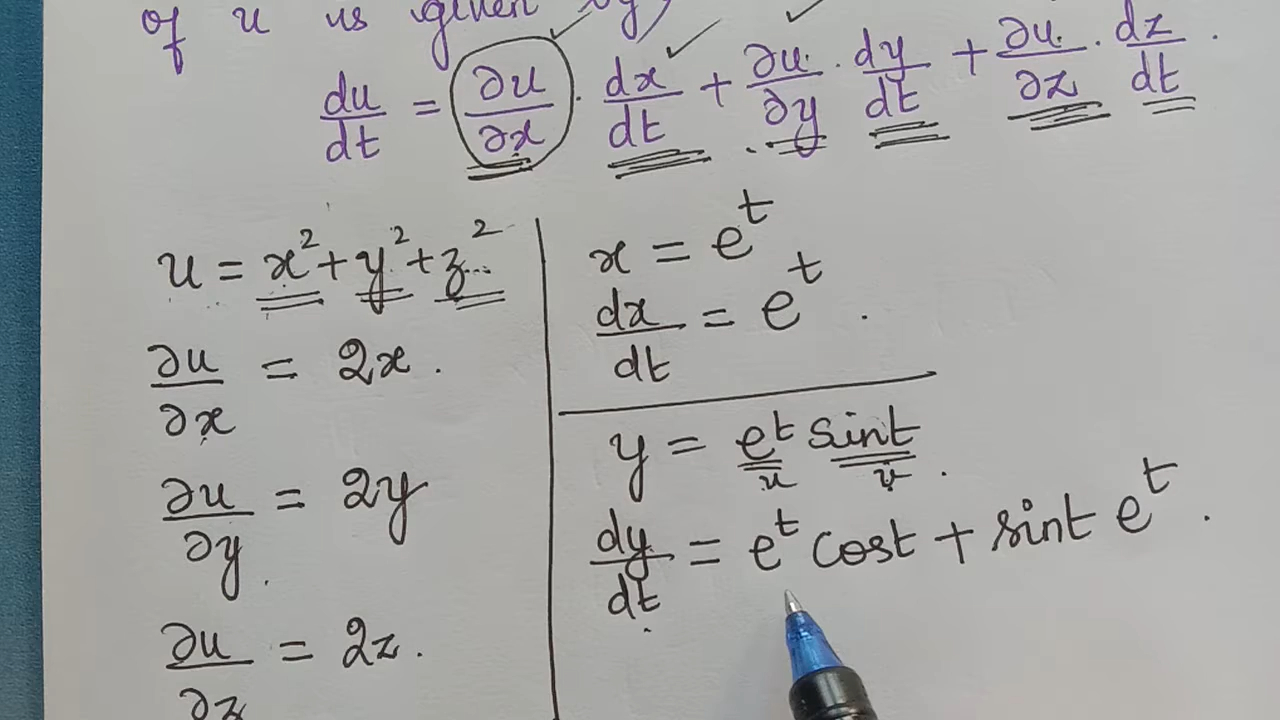 of u is given by,
du/dt = ∂u/∂x · dx/dt + ∂u/∂y · dy/dt + ∂u/∂z · dz/dt .
u = x² + y² + z²
∂u/∂x = 2x .
∂u/∂y = 2y
∂u/∂z = 2z .
x = e^t
dx/dt = e^t .
y = e^t sint .
u v
dy/dt = e^t cost + sint e^t .